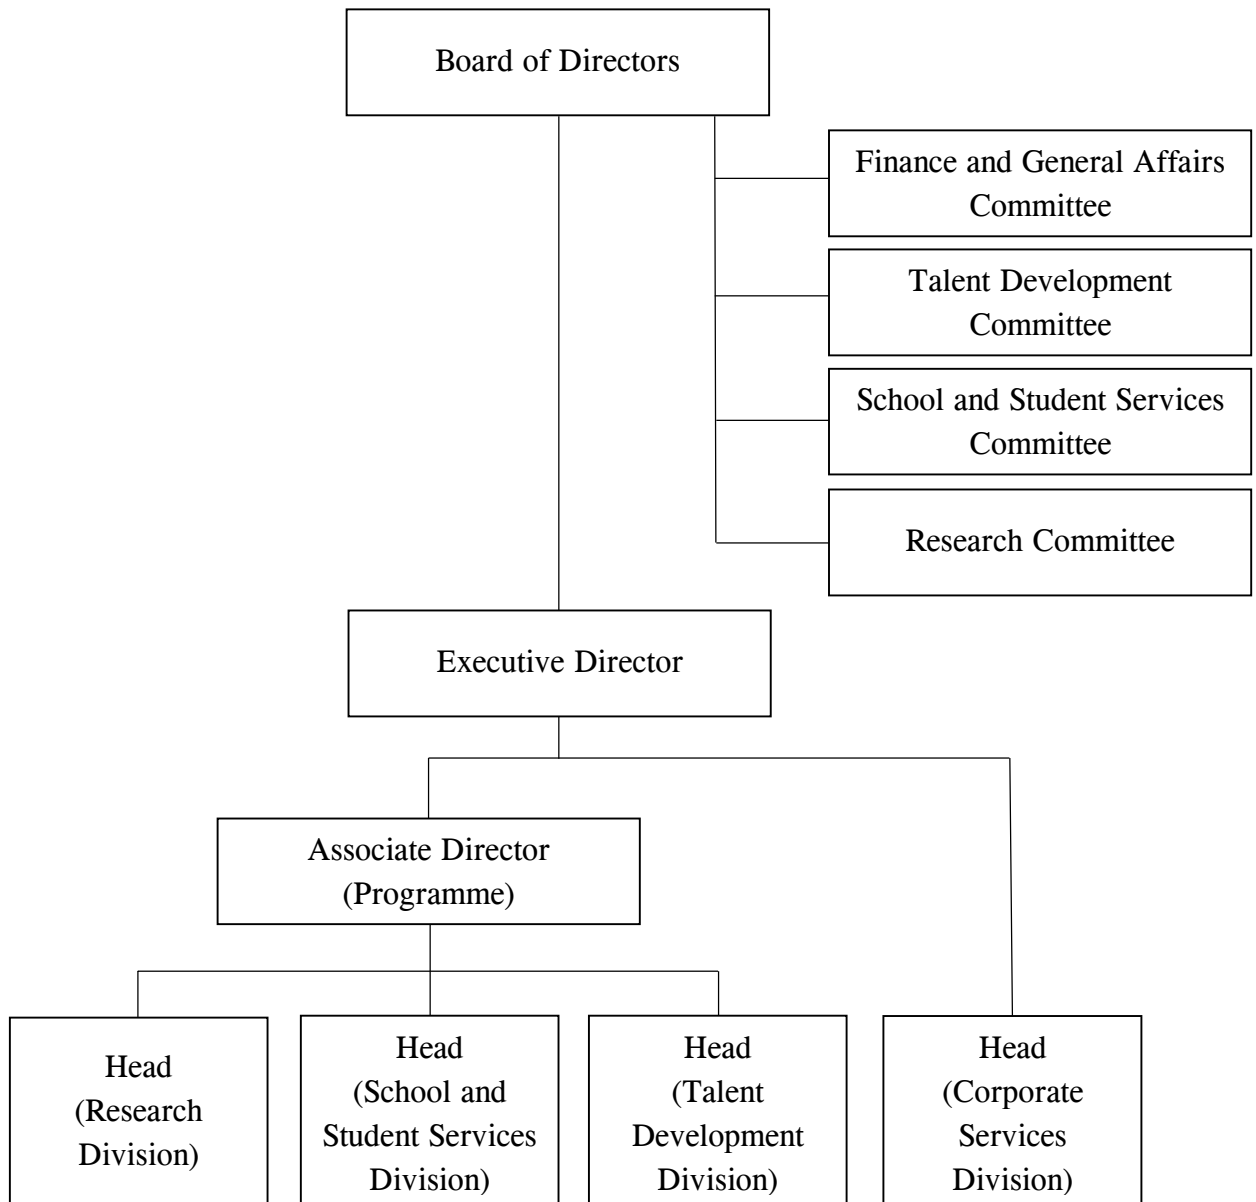 Board of Directors
Finance and General Affairs
Committee
Talent Development
Committee
School and Student Services
Committee
Research Committee
Executive Director
Associate Director
(Programme)
Head
(Research
Division)
Head
(School and
Student Services
Division)
Head
(Talent
Development
Division)
Head
(Corporate
Services
Division)